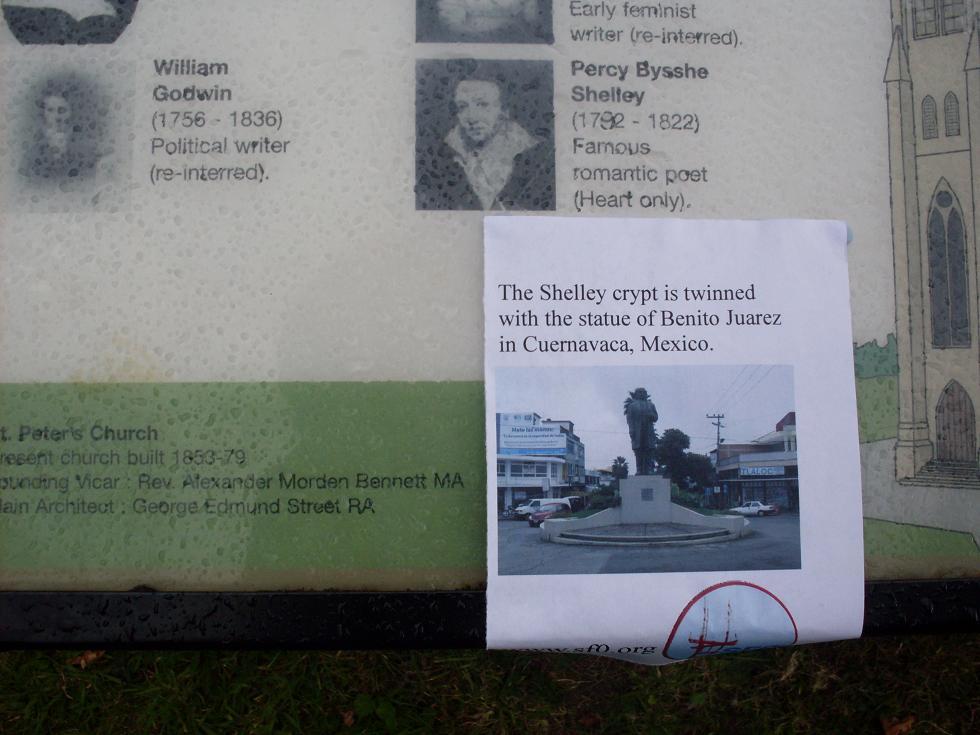 Early feminist
writer (re-interred).
William
Godwin
(1756 - 1836)
Political writer
(re-interred).
Percy Bysshe
Shelley
(1792 - 1822)
Famous
romantic poet
(Heart only).
The Shelley crypt is twinned
with the statue of Benito Juarez
in Cuernavaca, Mexico.
TLALOC
www.sf0.org
t. Peter's Church
resent church built 1853-79
ounding Vicar : Rev. Alexander Morden Bennett MA
ain Architect : George Edmund Street RA